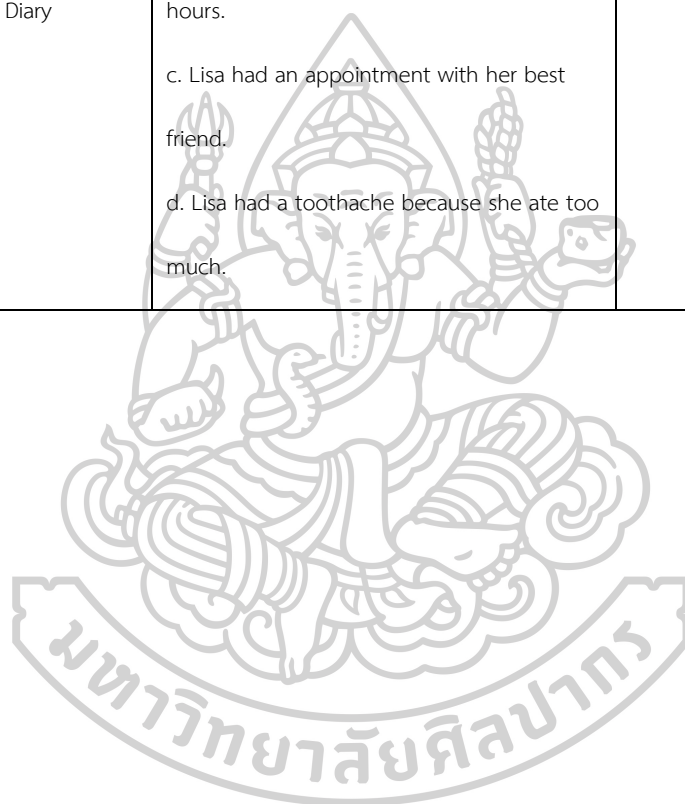 Diary hours.
c. Lisa had an appointment with her best
friend.
d. Lisa had a toothache because she ate too
much.
มหาวิทยาลัยศิลปากร